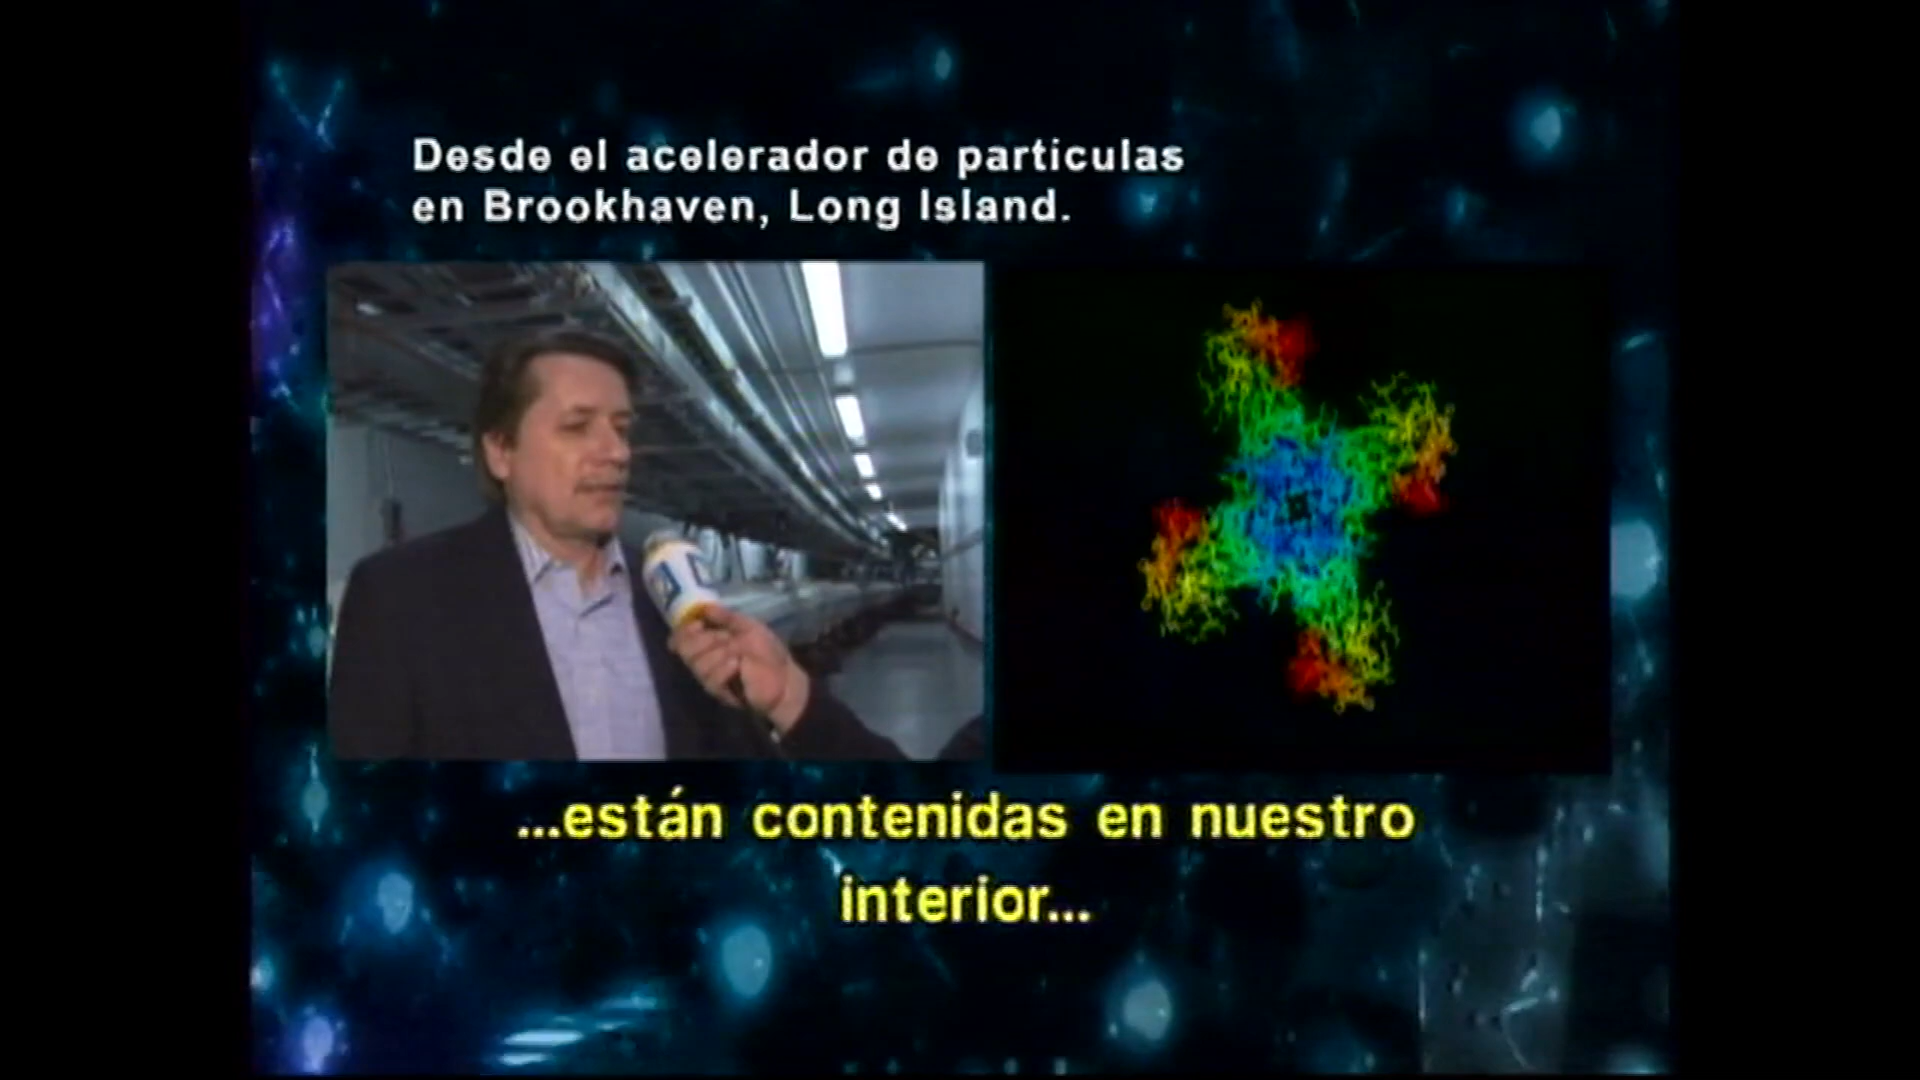 Desde el acelerador de particulas
en Brookhaven, Long Island.
...están contenidas en nuestro
interior...